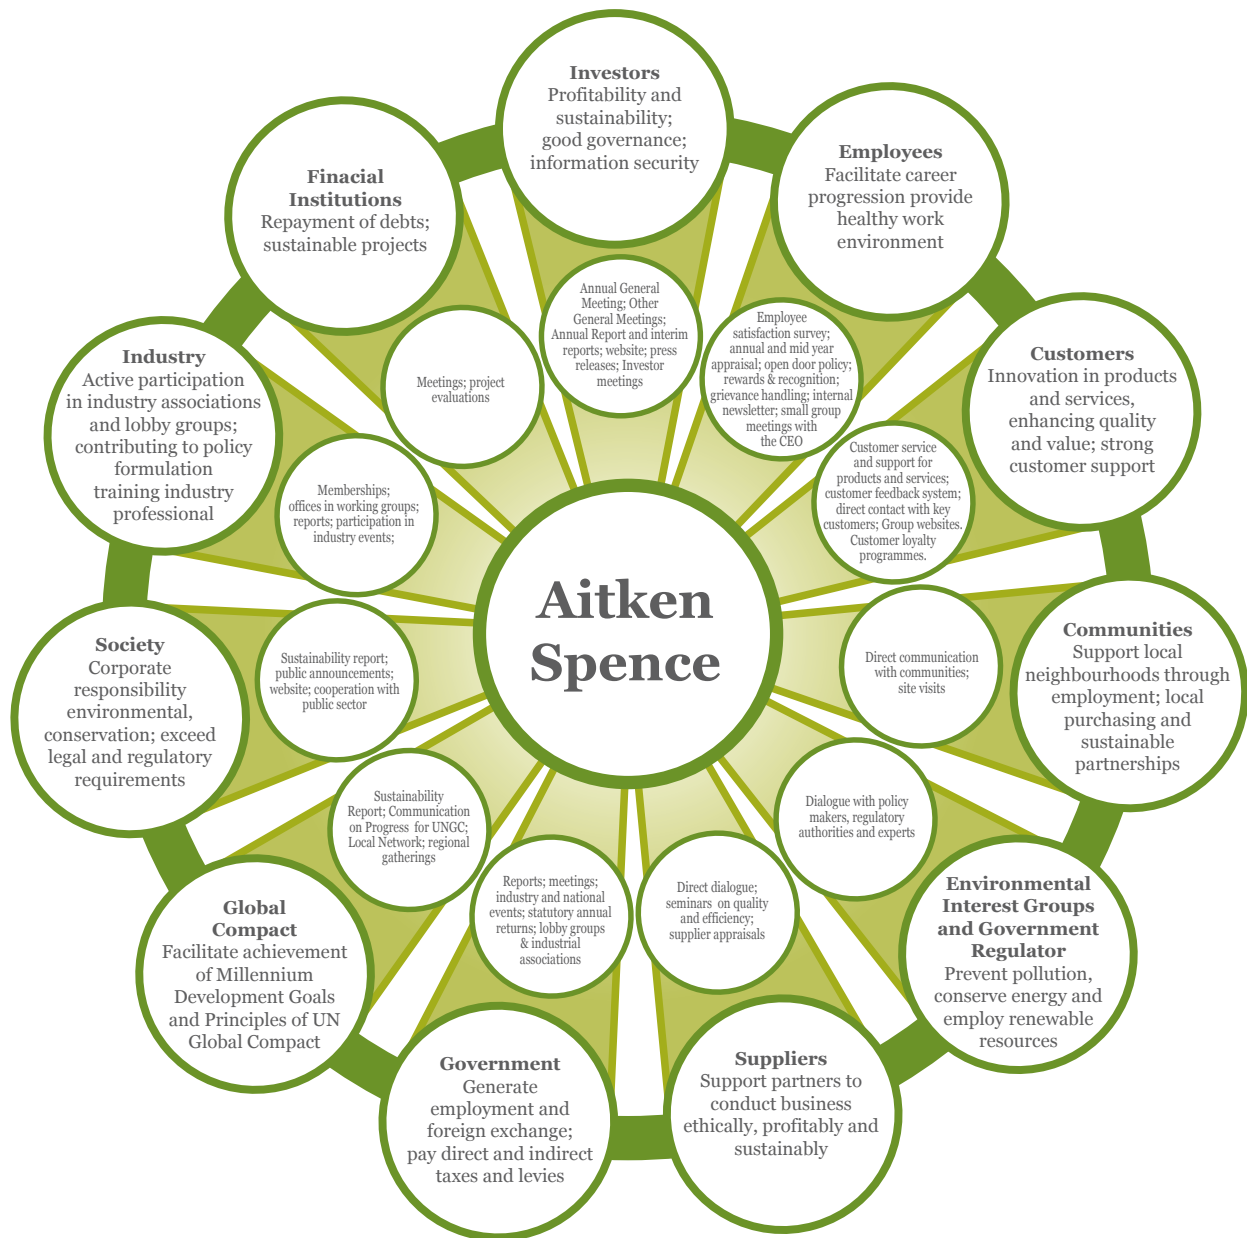 Investors
Profitability and
sustainability;
good governance;
information security
Employees
Facilitate career
progression provide
healthy work
environment
Customers
Innovation in products
and services,
enhancing quality
and value; strong
customer support
Communities
Support local
neighbourhoods through
employment; local
purchasing and
sustainable
partnerships
Environmental
Interest Groups
and Government
Regulator
Prevent pollution,
conserve energy and
employ renewable
resources
Suppliers
Support partners to
conduct business
ethically, profitably and
sustainably
Government
Generate
employment and
foreign exchange;
pay direct and indirect
taxes and levies
Global
Compact
Facilitate achievement
of Millennium
Development Goals
and Principles of UN
Global Compact
Society
Corporate
responsibility
environmental,
conservation; exceed
legal and regulatory
requirements
Industry
Active participation
in industry associations
and lobby groups;
contributing to policy
formulation
training industry
professional
Finacial
Institutions
Repayment of debts;
sustainable projects
Annual General
Meeting; Other
General Meetings;
Annual Report and interim
reports; website; press
releases; Investor
meetings
Employee
satisfaction survey;
annual and mid year
appraisal; open door policy;
rewards & recognition;
grievance handling; internal
newsletter; small group
meetings with
the CEO
Customer service
and support for
products and services;
customer feedback system;
direct contact with key
customers; Group websites.
Customer loyalty
programmes.
Direct communication
with communities;
site visits
Dialogue with policy
makers, regulatory
authorities and experts
Direct dialogue;
seminars on quality
and efficiency;
supplier appraisals
Reports; meetings;
industry and national
events; statutory annual
returns; lobby groups
& industrial
associations
Sustainability
Report; Communication
on Progress for UNGC;
Local Network; regional
gatherings
Sustainability report;
public announcements;
website; cooperation with
public sector
Memberships;
offices in working groups;
reports; participation in
industry events;
Meetings; project
evaluations
Aitken
Spence